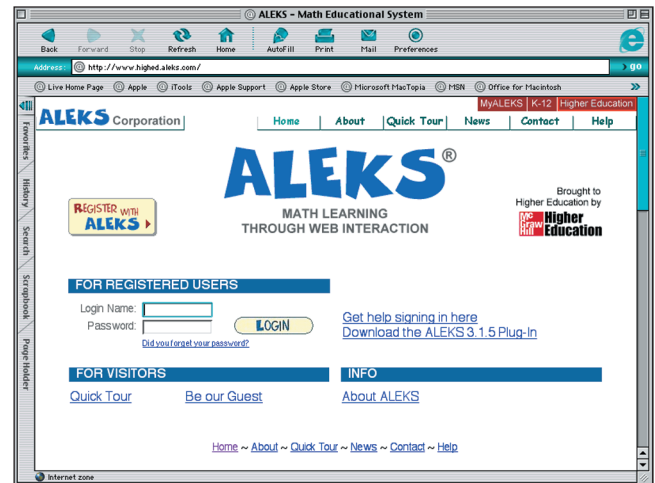 ALEKS - Math Educational System
Back Forward Stop Refresh Home AutoFill Print Mail Preferences
Address: http://www.highed.aleks.com/ go
Live Home Page Apple iTools Apple Support Apple Store Microsoft MacTopia MSN Office for Macintosh
MyALEKS K-12 Higher Education
ALEKS Corporation Home About Quick Tour News Contact Help
Favorites
History
Search
Scrapbook
Page Holder
ALEKS®
MATH LEARNING
THROUGH WEB INTERACTION
REGISTER WITH
ALEKS
Brought to
Higher Education by
Mc Graw Hill Higher Education
FOR REGISTERED USERS
Login Name:
Password:
LOGIN
Did you forget your password?
Get help signing in here
Download the ALEKS 3.1.5 Plug-In
FOR VISITORS INFO
Quick Tour Be our Guest About ALEKS
Home ~ About ~ Quick Tour ~ News ~ Contact ~ Help
Internet zone